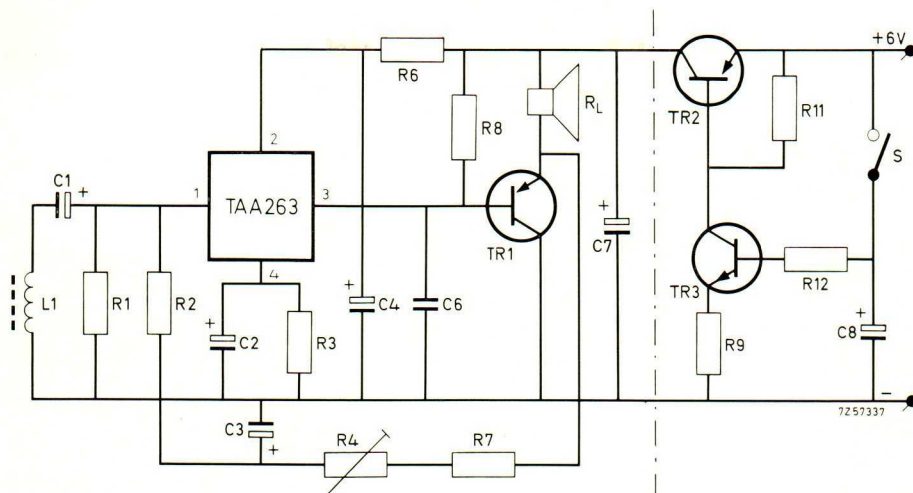 +6V
R6
R8
RL
TR2
R11
S
2
C1 +
1
TAA263
3
TR1
+
C7
TR3
R12
4
L1
R1
R2
+
C2
R3
+
C4
C6
R9
+
C8
-
7Z57337
C3
+
R4
R7